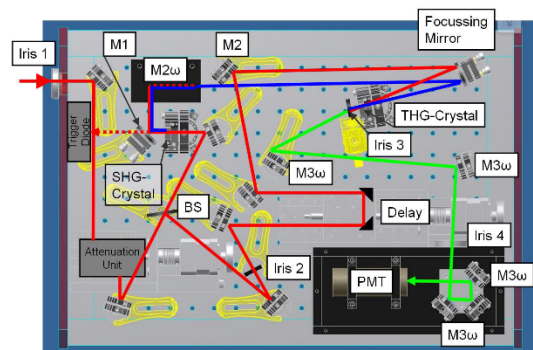 Focussing
Mirror
Iris 1
M1
M2
M2ω
Trigger
Diode
THG-Crystal
Iris 3
SHG-
Crystal
M3ω
M3ω
BS
Delay
Attenuation
Unit
Iris 2
Iris 4
PMT
M3ω
M3ω